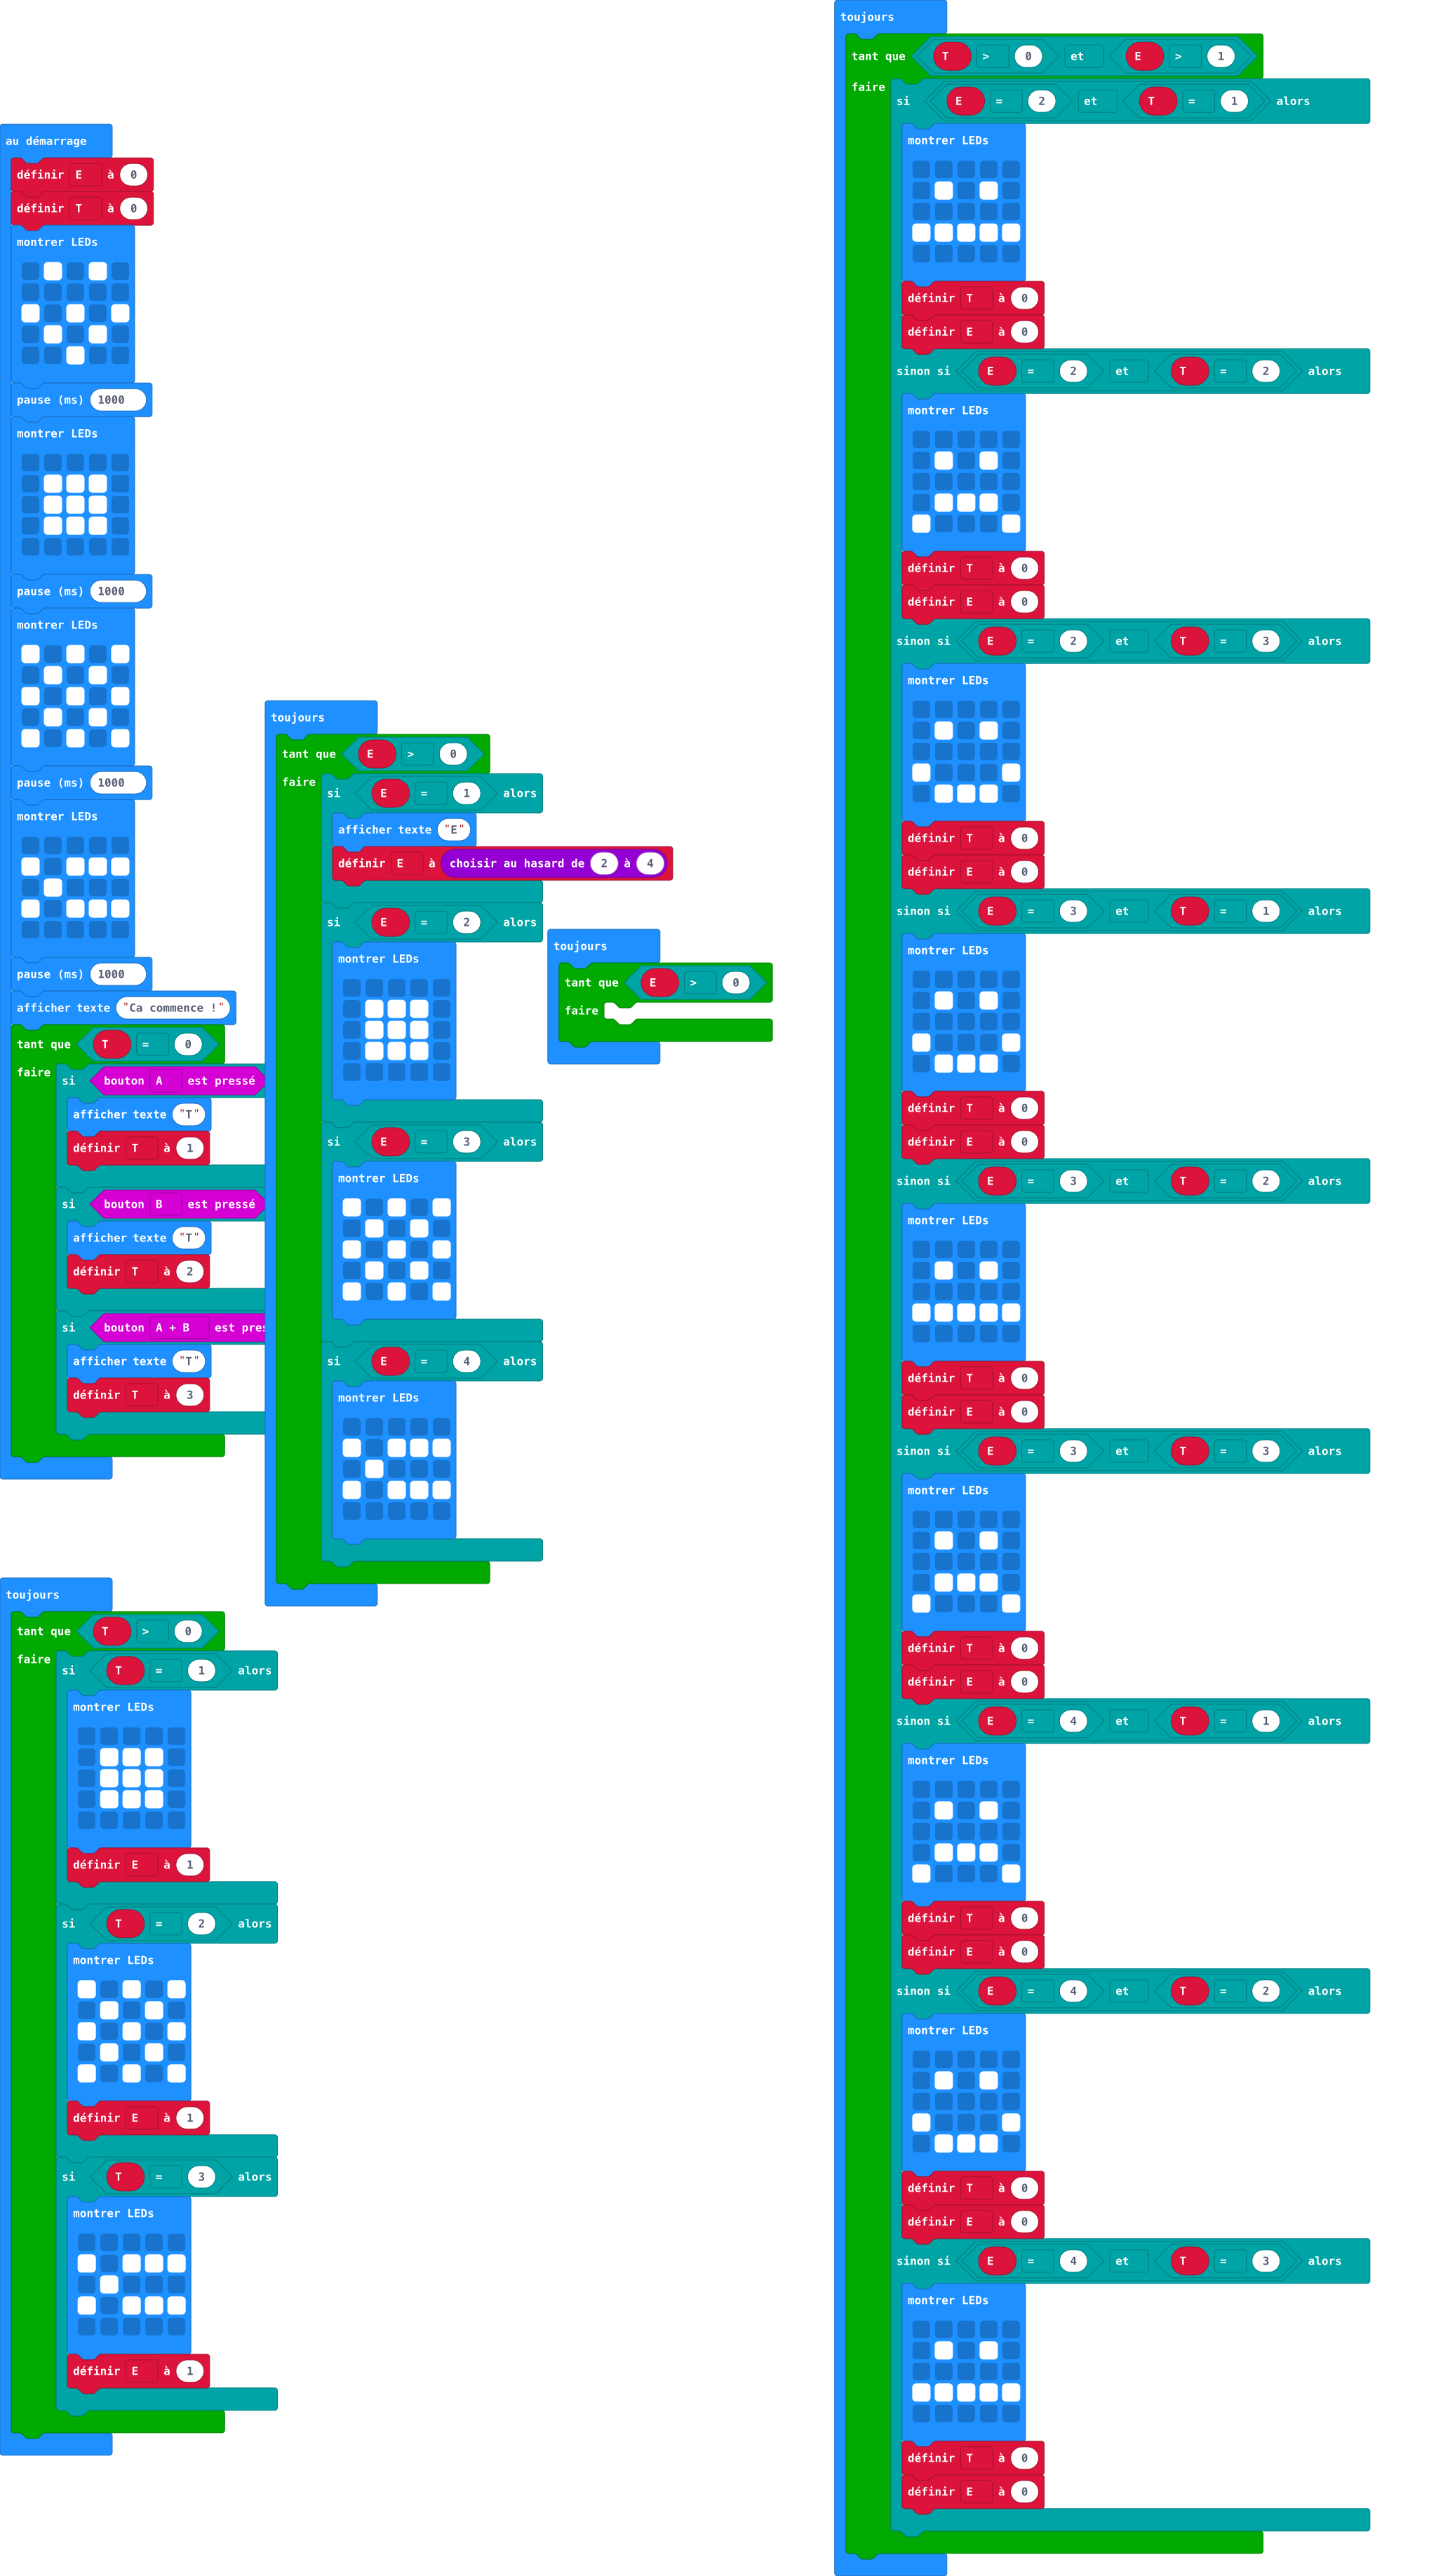 au démarrage
définir E à 0
définir T à 0
montrer LEDs
pause (ms) 1000
montrer LEDs
pause (ms) 1000
montrer LEDs
pause (ms) 1000
montrer LEDs
pause (ms) 1000
afficher texte "Ca commence !"
tant que T = 0
faire
si bouton A est pressé
afficher texte "T"
définir T à 1
si bouton B est pressé
afficher texte "T"
définir T à 2
si bouton A + B est pres
afficher texte "T"
définir T à 3
toujours
tant que T > 0
faire
si T = 1 alors
montrer LEDs
définir E à 1
si T = 2 alors
montrer LEDs
définir E à 1
si T = 3 alors
montrer LEDs
définir E à 1
toujours
tant que E > 0
faire
si E = 1 alors
afficher texte "E"
définir E à choisir au hasard de 2 à 4
si E = 2 alors
montrer LEDs
si E = 3 alors
montrer LEDs
si E = 4 alors
montrer LEDs
toujours
tant que E > 0
faire
toujours
tant que T > 0 et E > 1
faire
si E = 2 et T = 1 alors
montrer LEDs
définir T à 0
définir E à 0
sinon si E = 2 et T = 2 alors
montrer LEDs
définir T à 0
définir E à 0
sinon si E = 2 et T = 3 alors
montrer LEDs
définir T à 0
définir E à 0
sinon si E = 3 et T = 1 alors
montrer LEDs
définir T à 0
définir E à 0
sinon si E = 3 et T = 2 alors
montrer LEDs
définir T à 0
définir E à 0
sinon si E = 3 et T = 3 alors
montrer LEDs
définir T à 0
définir E à 0
sinon si E = 4 et T = 1 alors
montrer LEDs
définir T à 0
définir E à 0
sinon si E = 4 et T = 2 alors
montrer LEDs
définir T à 0
définir E à 0
sinon si E = 4 et T = 3 alors
montrer LEDs
définir T à 0
définir E à 0